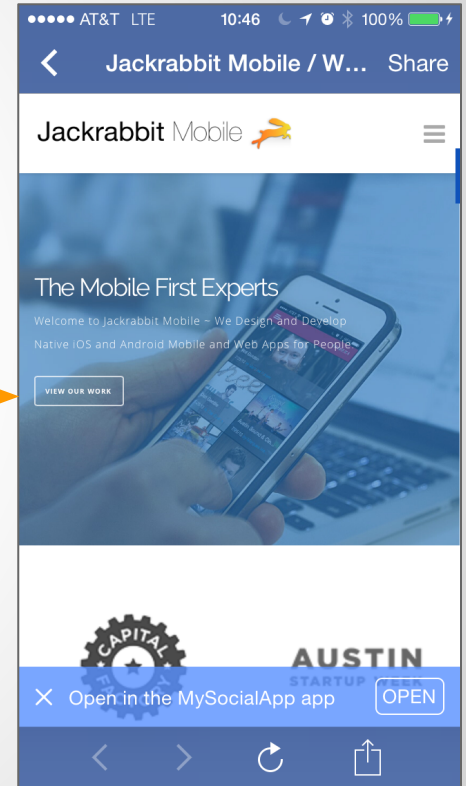 AT&T LTE 10:46 100%
Jackrabbit Mobile / W... Share
Jackrabbit Mobile
The Mobile First Experts
Welcome to Jackrabbit Mobile – We Design and Develop
Native iOS and Android Mobile and Web Apps for People
VIEW OUR WORK
CAPITAL
FACTORY
AUSTIN
STARTUP WEEK
Open in the MySocialApp app OPEN